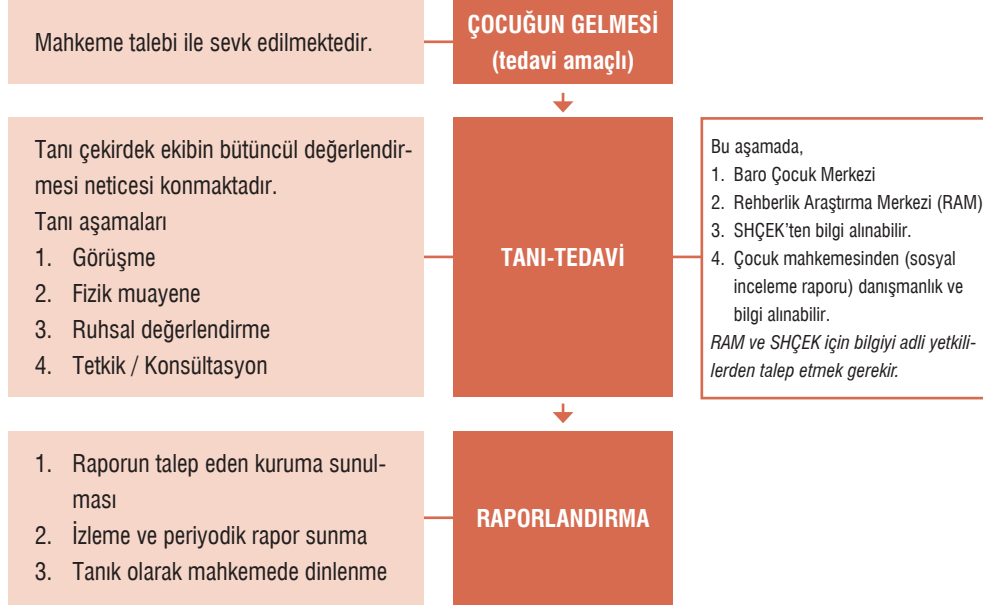 Mahkeme talebi ile sevk edilmektedir.
ÇOCUĞUN GELMESİ
(tedavi amaçlı)
Tanı çekirdek ekibin bütüncül değerlendir-
mesi neticesi konmaktadır.
Tanı aşamaları
1. Görüşme
2. Fizik muayene
3. Ruhsal değerlendirme
4. Tetkik / Konsültasyon
TANI-TEDAVİ
Bu aşamada,
1. Baro Çocuk Merkezi
2. Rehberlik Araştırma Merkezi (RAM)
3. SHÇEK'ten bilgi alınabilir.
4. Çocuk mahkemesinden (sosyal
inceleme raporu) danışmanlık ve
bilgi alınabilir.
RAM ve SHÇEK için bilgiyi adli yetkili-
lerden talep etmek gerekir.
1. Raporun talep eden kuruma sunul-
ması
2. İzleme ve periyodik rapor sunma
3. Tanık olarak mahkemede dinlenme
RAPORLANDIRMA